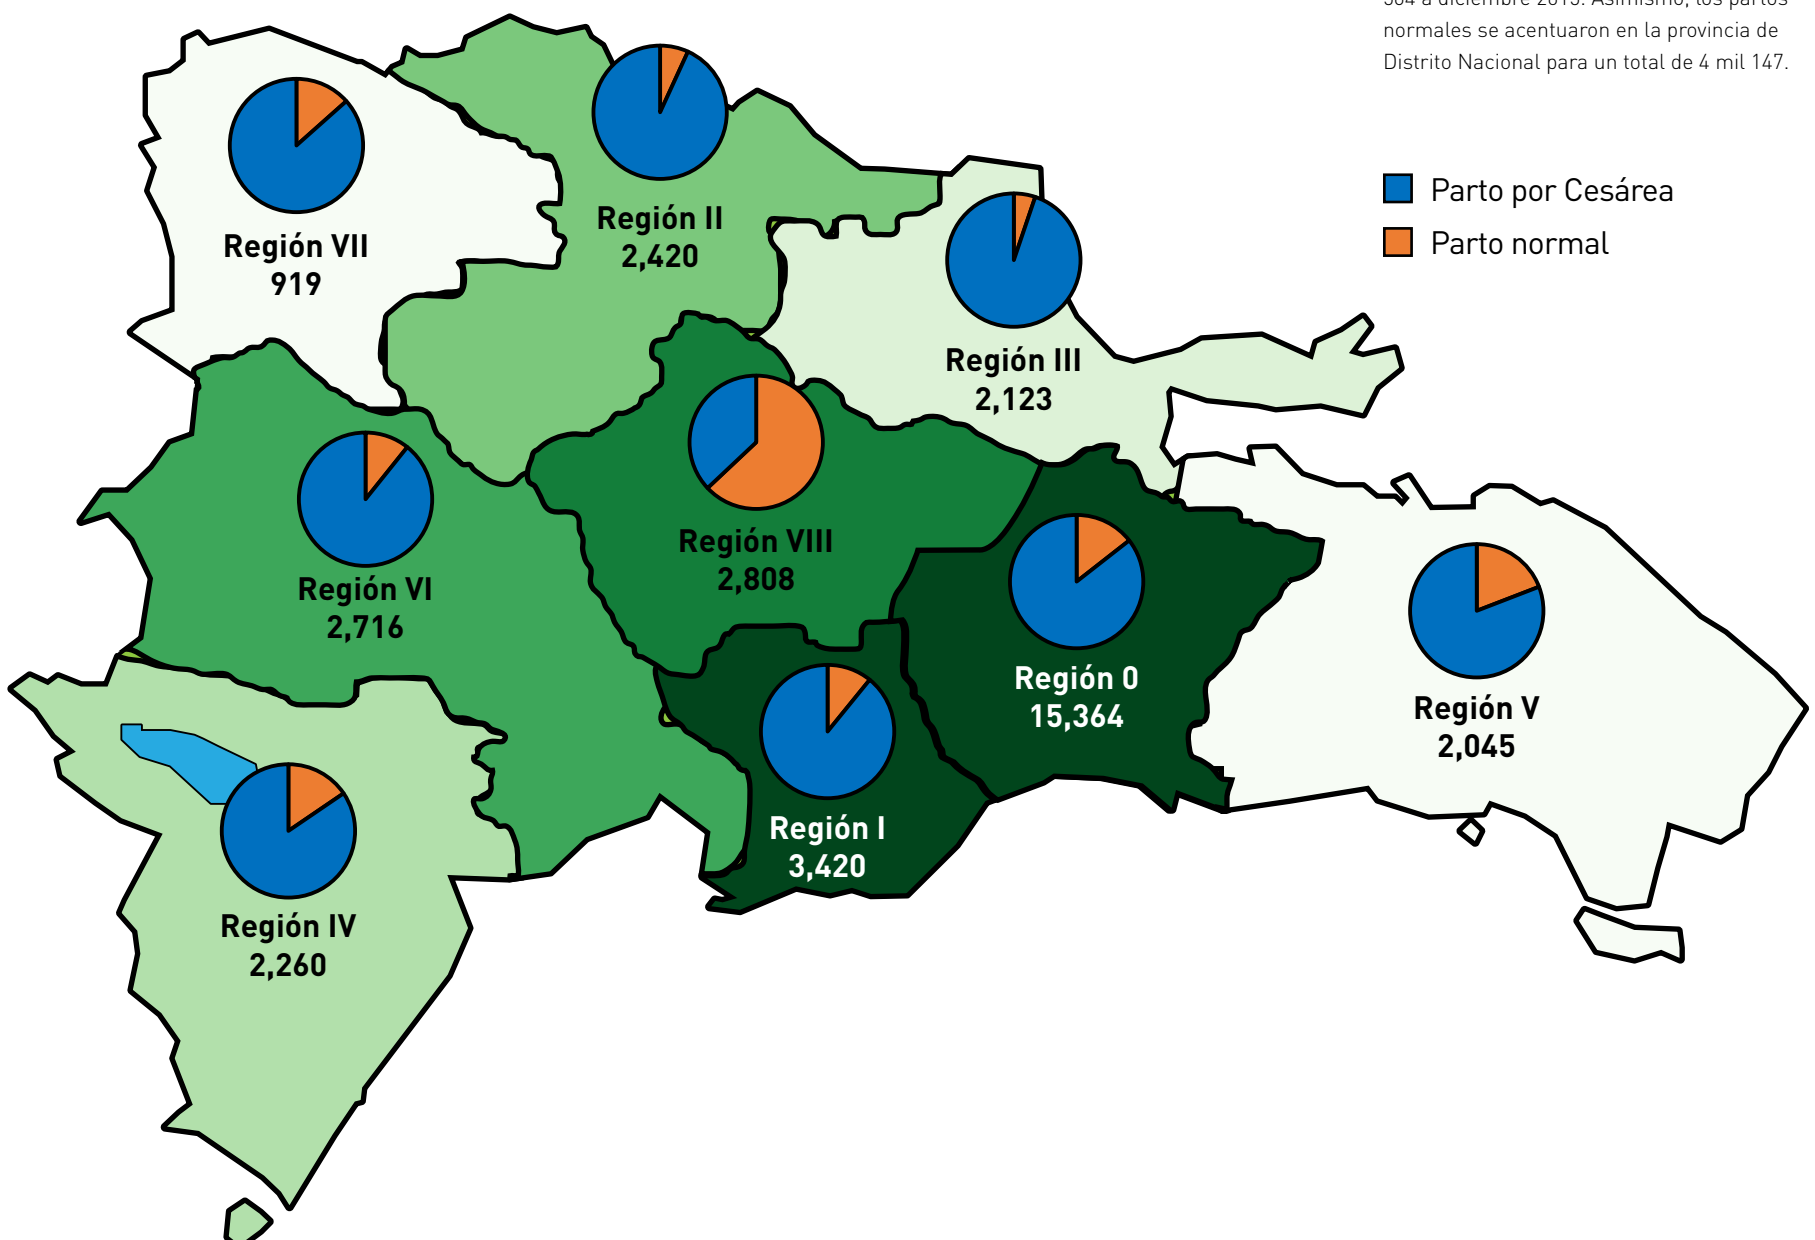 normales se acentuaron en la provincia de
Distrito Nacional para un total de 4 mil 147.
Parto por Cesárea
Parto normal
Región VII
919
Región II
2,420
Región III
2,123
Región VI
2,716
Región VIII
2,808
Región 0
15,364
Región V
2,045
Región I
3,420
Región IV
2,260